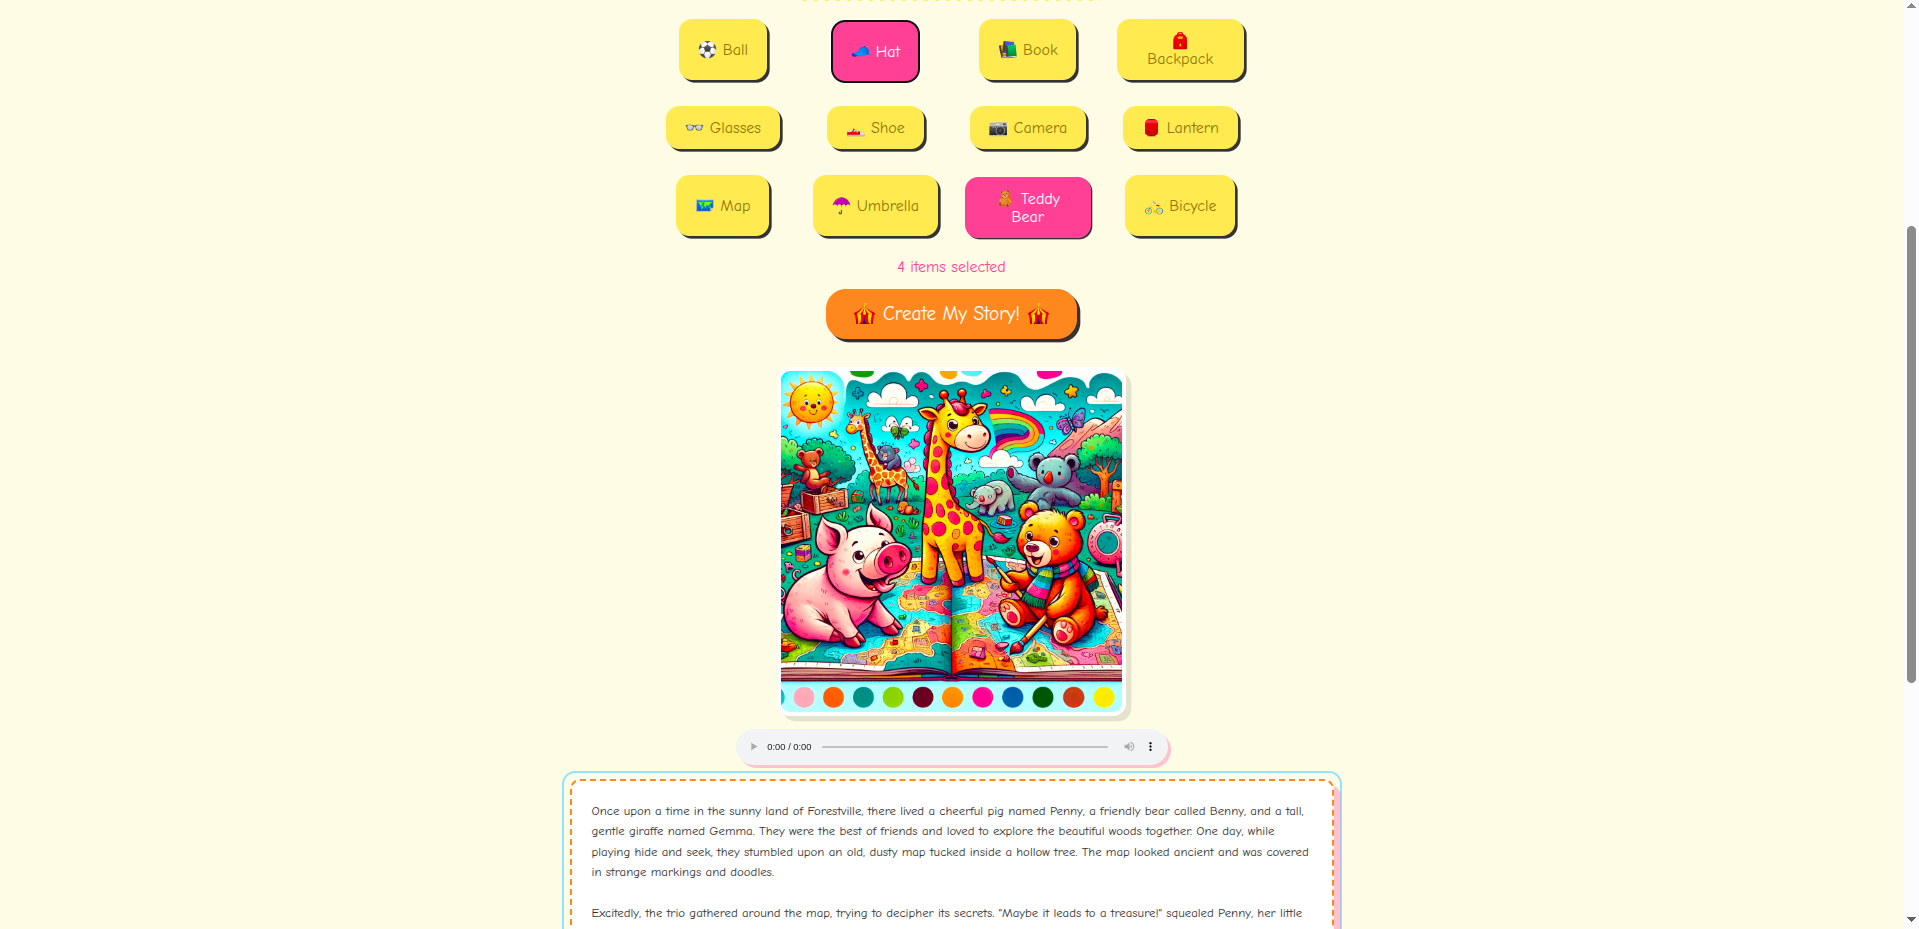 Ball
Hat
Book
Backpack
Glasses
Shoe
Camera
Lantern
Map
Umbrella
Teddy
Bear
Bicycle
4 items selected
Create My Story!
0:00 / 0:00
Once upon a time in the sunny land of Forestville, there lived a cheerful pig named Penny, a friendly bear called Benny, and a tall,
gentle giraffe named Gemma. They were the best of friends and loved to explore the beautiful woods together. One day, while
playing hide and seek, they stumbled upon an old, dusty map tucked inside a hollow tree. The map looked ancient and was covered
in strange markings and doodles.
Excitedly, the trio gathered around the map, trying to decipher its secrets. "Maybe it leads to a treasure!" squealed Penny, her little